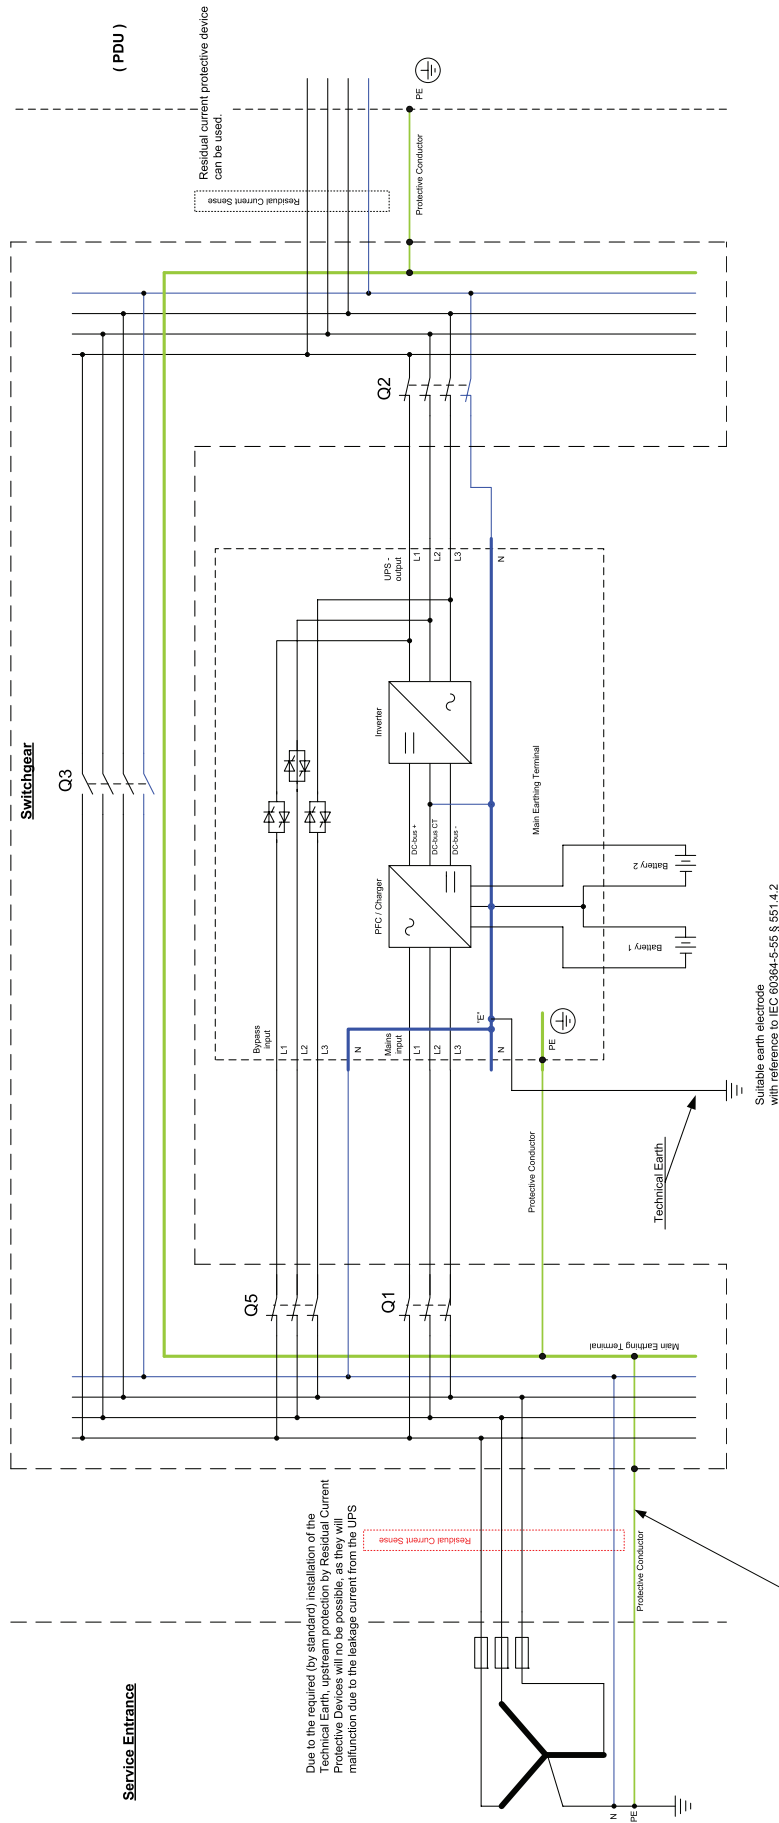 Service Entrance
Due to the required (by standard) installation of the
Technical Earth, upstream protection by Residual Current
Protective Devices will no be possible, as they will
malfunction due to the leakage current from the UPS
Residual Current Sense
N
PE
Protective Conductor
Switchgear
Q3
Q5
Q1
Main Earthing Terminal
Protective Conductor
Technical Earth
Suitable earth electrode
with reference to IEC 60364-5-55 § 551.4.2
Bypass
input
L1
L2
L3
N
Mains
input
L1
L2
L3
N
"E"
PE
PFC / Charger
DC-bus +
DC-bus CT
DC-bus -
Inverter
Main Earthing Terminal
Battery 1
Battery 2
UPS -
output
L1
L2
L3
N
Q2
Residual Current Sense
Residual current protective device
can be used.
Protective Conductor
PE
( PDU )